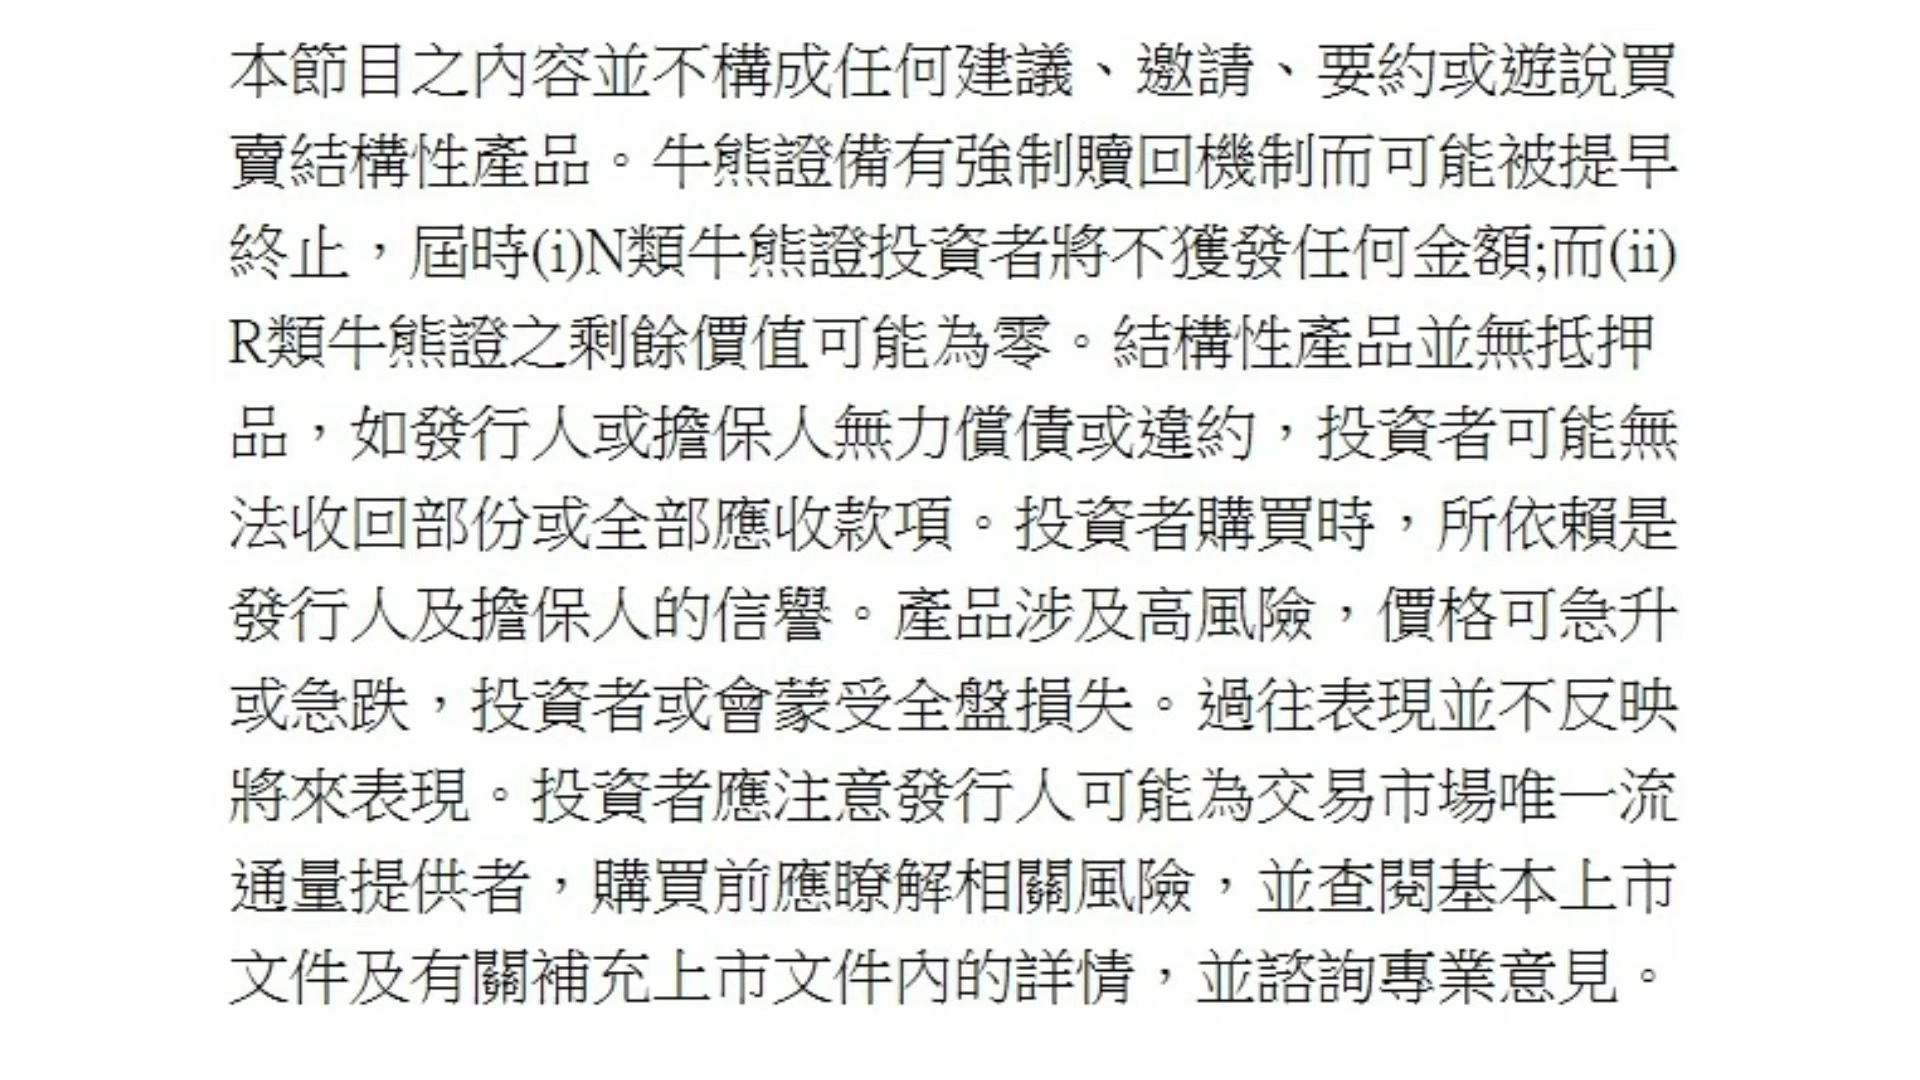 本節目之內容並不構成任何建議、邀請、要約或遊說買
賣結構性產品。牛熊證備有強制贖回機制而可能被提早
終止，屆時(i)N類牛熊證投資者將不獲發任何金額;而(ii)
R類牛熊證之剩餘價值可能為零。結構性產品並無抵押
品，如發行人或擔保人無力償債或違約，投資者可能無
法收回部份或全部應收款項。投資者購買時，所依賴是
發行人及擔保人的信譽。產品涉及高風險，價格可急升
或急跌，投資者或會蒙受全盤損失。過往表現並不反映
將來表現。投資者應注意發行人可能為交易市場唯一流
通量提供者，購買前應瞭解相關風險，並查閱基本上市
文件及有關補充上市文件內的詳情，並諮詢專業意見。